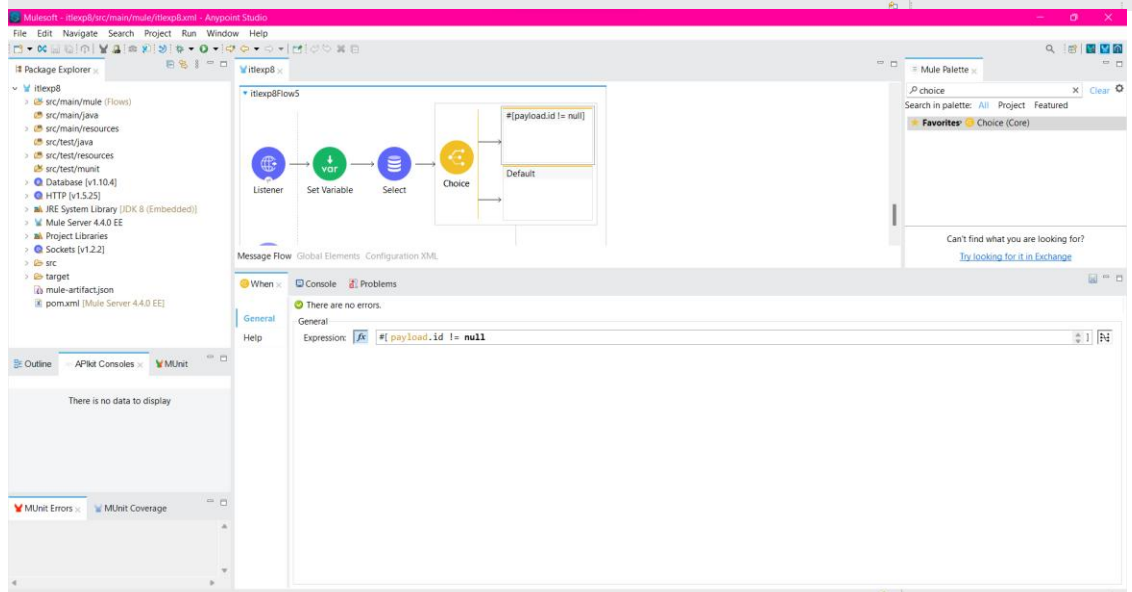 Mulesoft - itlexp8/src/main/mule/itlexp8.xml - Anypoint Studio
File Edit Navigate Search Project Run Window Help
Package Explorer
itlexp8
src/main/mule (Flows)
src/main/java
src/main/resources
src/test/java
src/test/resources
src/test/munit
Database [v1.10.4]
HTTP [v1.5.25]
JRE System Library [JDK 8 (Embedded)]
Mule Server 4.4.0 EE
Project Libraries
Sockets [v1.2.2]
src
target
mule-artifact.json
pom.xml [Mule Server 4.4.0 EE]
Outline APIkit Consoles MUnit
There is no data to display
MUnit Errors MUnit Coverage
itlexp8
itlexp8Flow5
Listener
var
Set Variable
Select
Choice
#[payload.id != null]
Default
Message Flow Global Elements Configuration XML
When Console Problems
There are no errors.
General
Help
General
Expression: fx #[ payload.id != null ]
Mule Palette
choice X Clear
Search in palette: All Project Featured
Favorites Choice (Core)
Can't find what you are looking for?
Try looking for it in Exchange